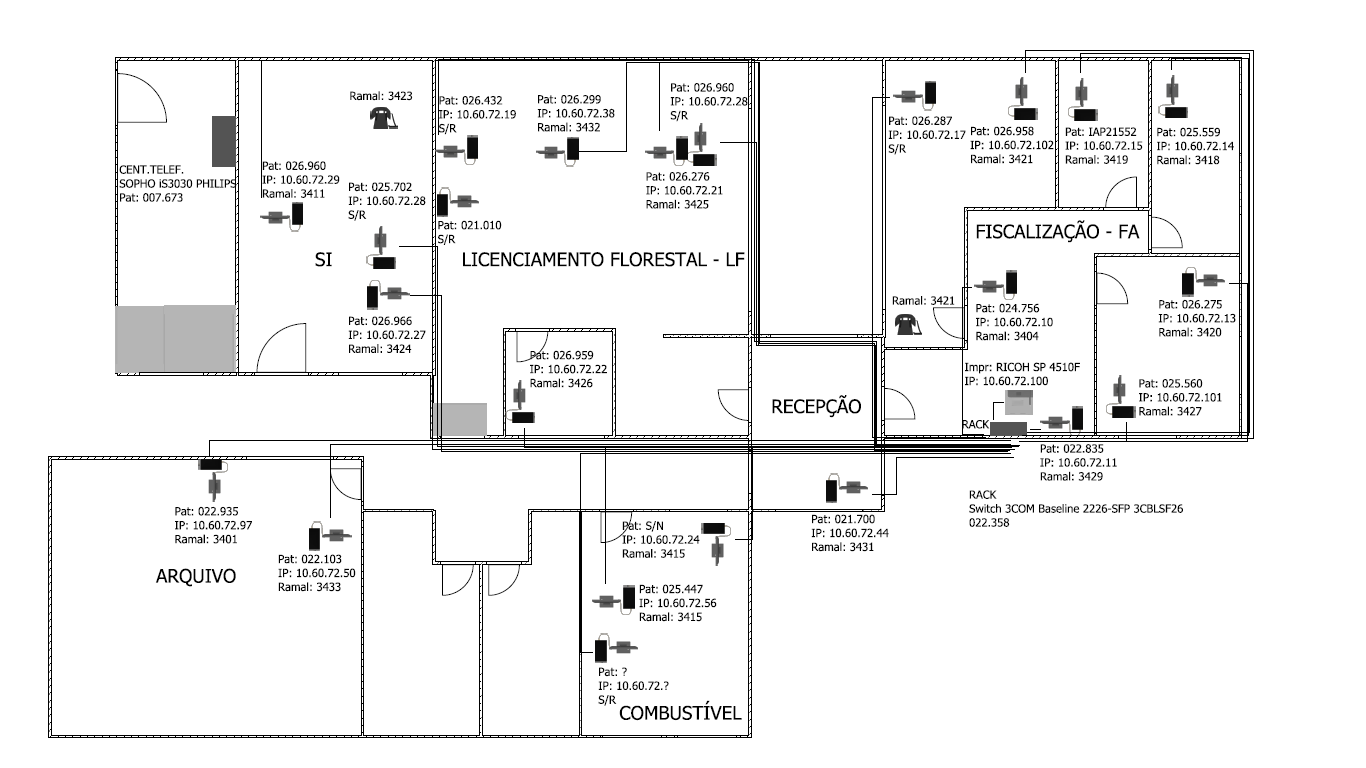 CENT.TELEF.
SOPHO iS3030 PHILIPS
Pat: 007.673
Ramal: 3423
Pat: 026.960
IP: 10.60.72.29
Ramal: 3411
Pat: 025.702
IP: 10.60.72.28
S/R
SI
Pat: 026.966
IP: 10.60.72.27
Ramal: 3424
Pat: 026.432
IP: 10.60.72.19
S/R
Pat: 026.299
IP: 10.60.72.38
Ramal: 3432
Pat: 026.960
IP: 10.60.72.28
S/R
Pat: 026.276
IP: 10.60.72.21
Ramal: 3425
Pat: 021.010
S/R
LICENCIAMENTO FLORESTAL - LF
Pat: 026.959
IP: 10.60.72.22
Ramal: 3426
RECEPÇÃO
Pat: 026.287
IP: 10.60.72.17
S/R
Pat: 026.958
IP: 10.60.72.102
Ramal: 3421
Pat: IAP21552
IP: 10.60.72.15
Ramal: 3419
Pat: 025.559
IP: 10.60.72.14
Ramal: 3418
FISCALIZAÇÃO - FA
Ramal: 3421
Pat: 024.756
IP: 10.60.72.10
Ramal: 3404
Pat: 026.275
IP: 10.60.72.13
Ramal: 3420
Impr: RICOH SP 4510F
IP: 10.60.72.100
RACK
Pat: 025.560
IP: 10.60.72.101
Ramal: 3427
Pat: 022.835
IP: 10.60.72.11
Ramal: 3429
RACK
Switch 3COM Baseline 2226-SFP 3CBLSF26
022.358
Pat: 022.935
IP: 10.60.72.97
Ramal: 3401
Pat: 022.103
IP: 10.60.72.50
Ramal: 3433
ARQUIVO
Pat: S/N
IP: 10.60.72.24
Ramal: 3415
Pat: 021.700
IP: 10.60.72.44
Ramal: 3431
Pat: 025.447
IP: 10.60.72.56
Ramal: 3415
Pat: ?
IP: 10.60.72.?
S/R
COMBUSTÍVEL